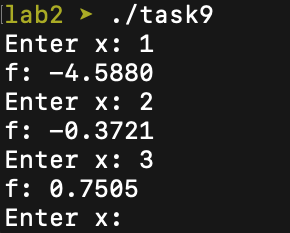 [lab2 ➤ ./task9
Enter x: 1
f: -4.5880
Enter x: 2
f: -0.3721
Enter x: 3
f: 0.7505
Enter x: